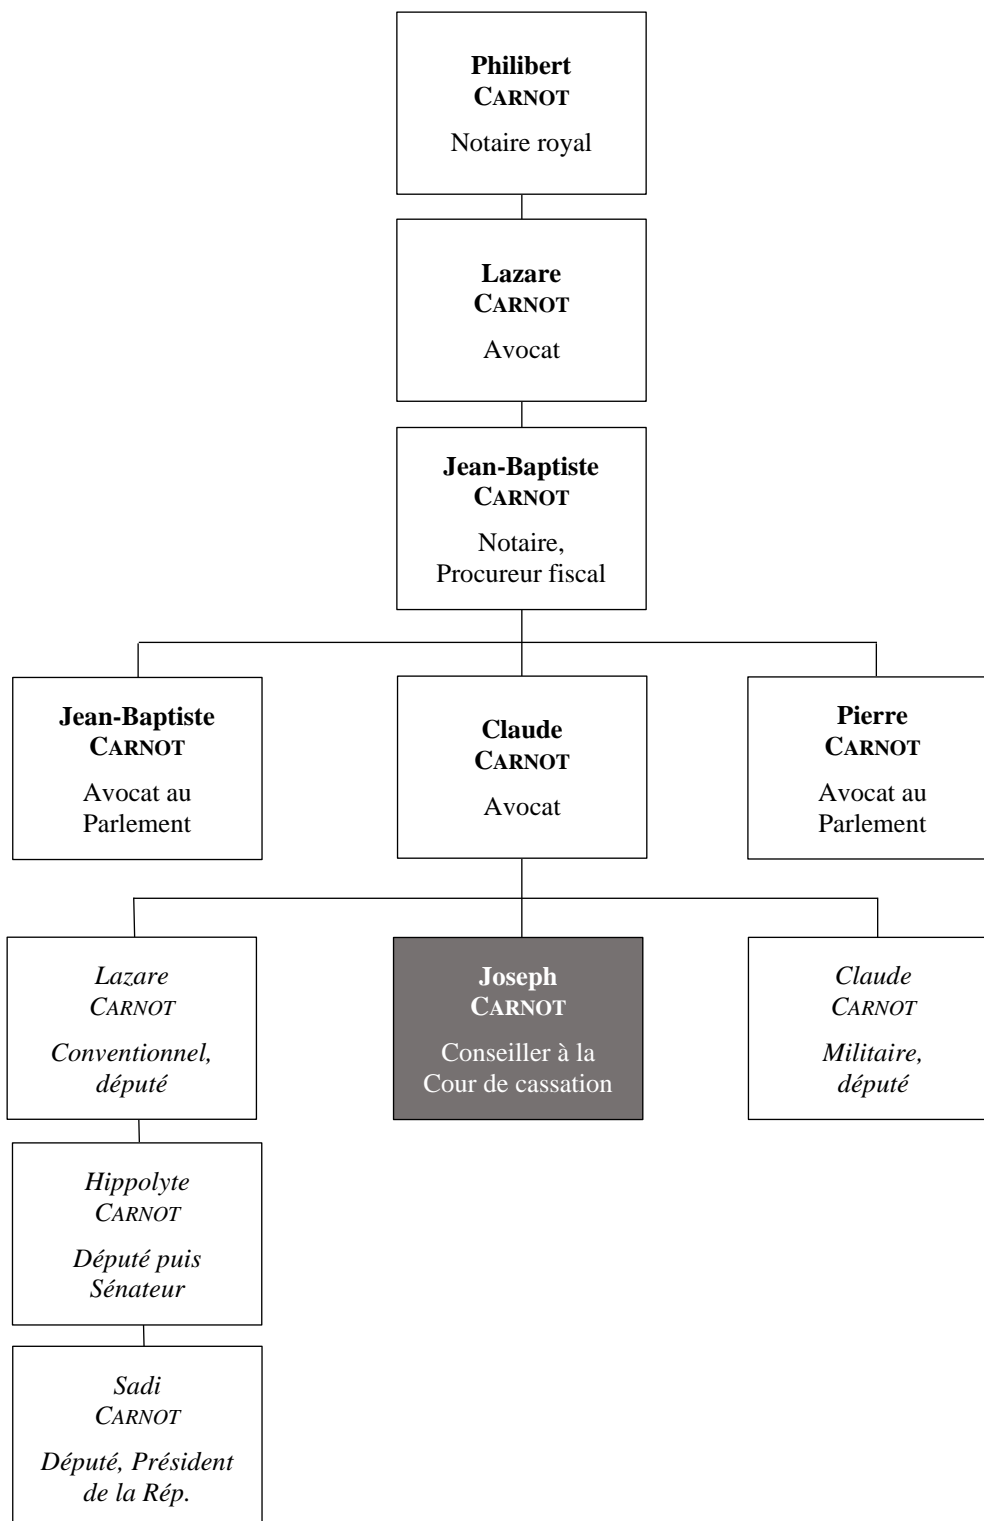 Philibert
CARNOT
Notaire royal
Lazare
CARNOT
Avocat
Jean-Baptiste
CARNOT
Notaire,
Procureur fiscal
Jean-Baptiste
CARNOT
Avocat au
Parlement
Claude
CARNOT
Avocat
Pierre
CARNOT
Avocat au
Parlement
Lazare
CARNOT
Conventionnel,
député
Joseph
CARNOT
Conseiller à la
Cour de cassation
Claude
CARNOT
Militaire,
député
Hippolyte
CARNOT
Député puis
Sénateur
Sadi
CARNOT
Député, Président
de la Rép.